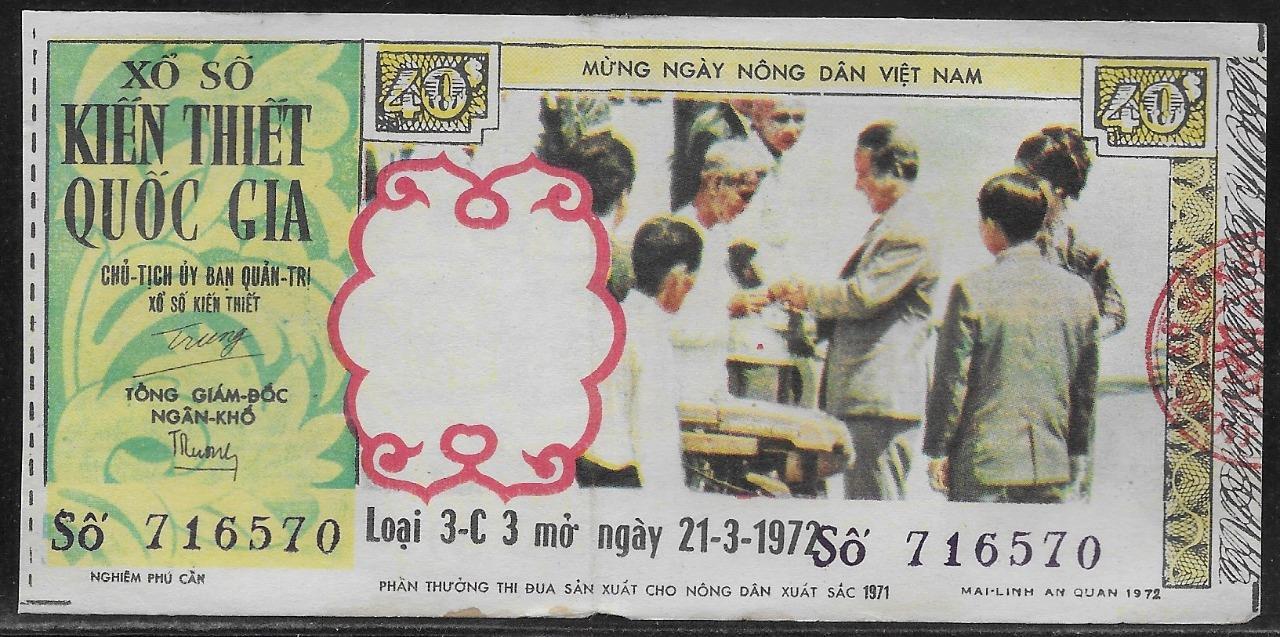 XỔ SỐ
KIẾN THIẾT
QUỐC GIA
CHỦ-TỊCH ỦY BAN QUẢN-TRỊ
XỔ SỐ KIẾN THIẾT
Trung
TỔNG GIÁM-ĐỐC
NGÂN-KHỐ
Số 716570
NGHIÊM PHÚ CẦN
40$
MỪNG NGÀY NÔNG DÂN VIỆT NAM
40$
Loại 3-C 3 mở ngày 21-3-1972
Số 716570
PHẦN THƯỞNG THI ĐUA SẢN XUẤT CHO NÔNG DÂN XUẤT SẮC 1971
MAI-LINH AN QUAN 1972